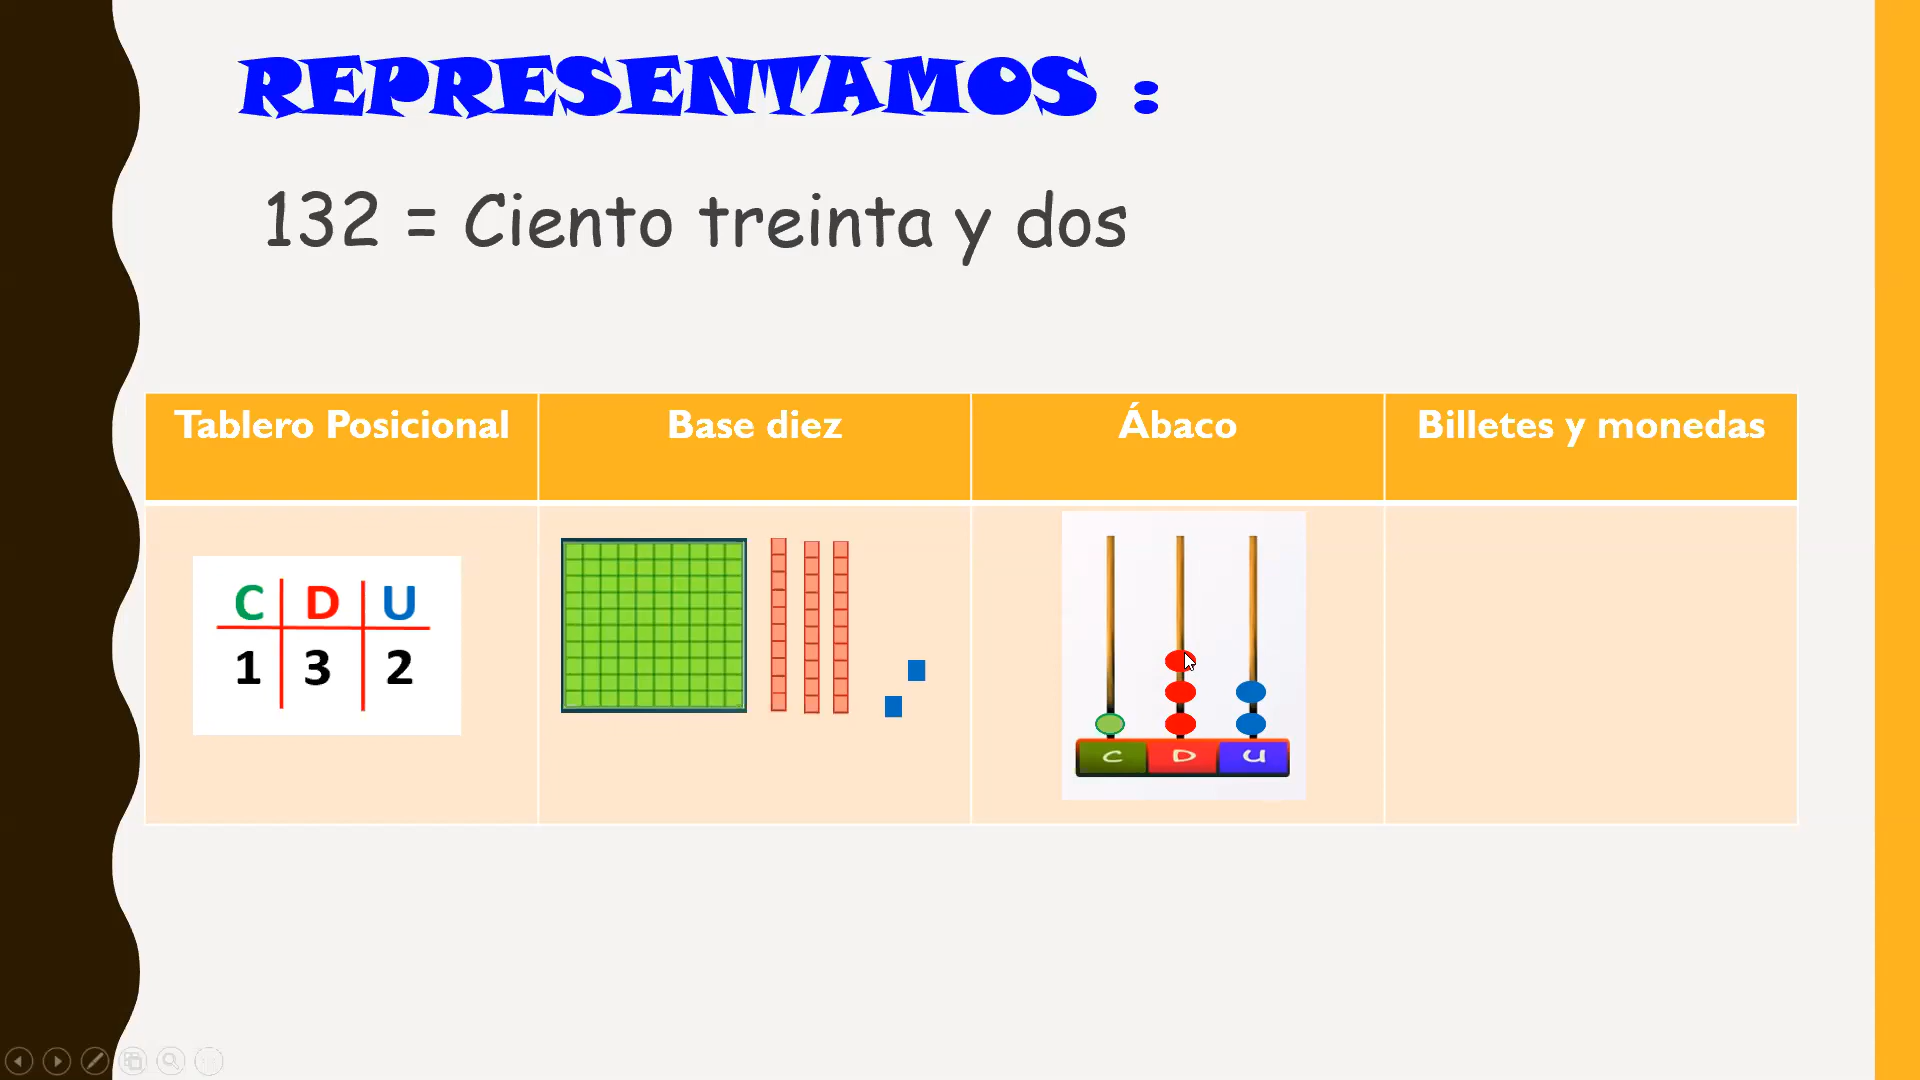 REPRESENTAMOS :
132 = Ciento treinta y dos
Tablero Posicional Base diez Ábaco Billetes y monedas
C D U
1 3 2
C D U